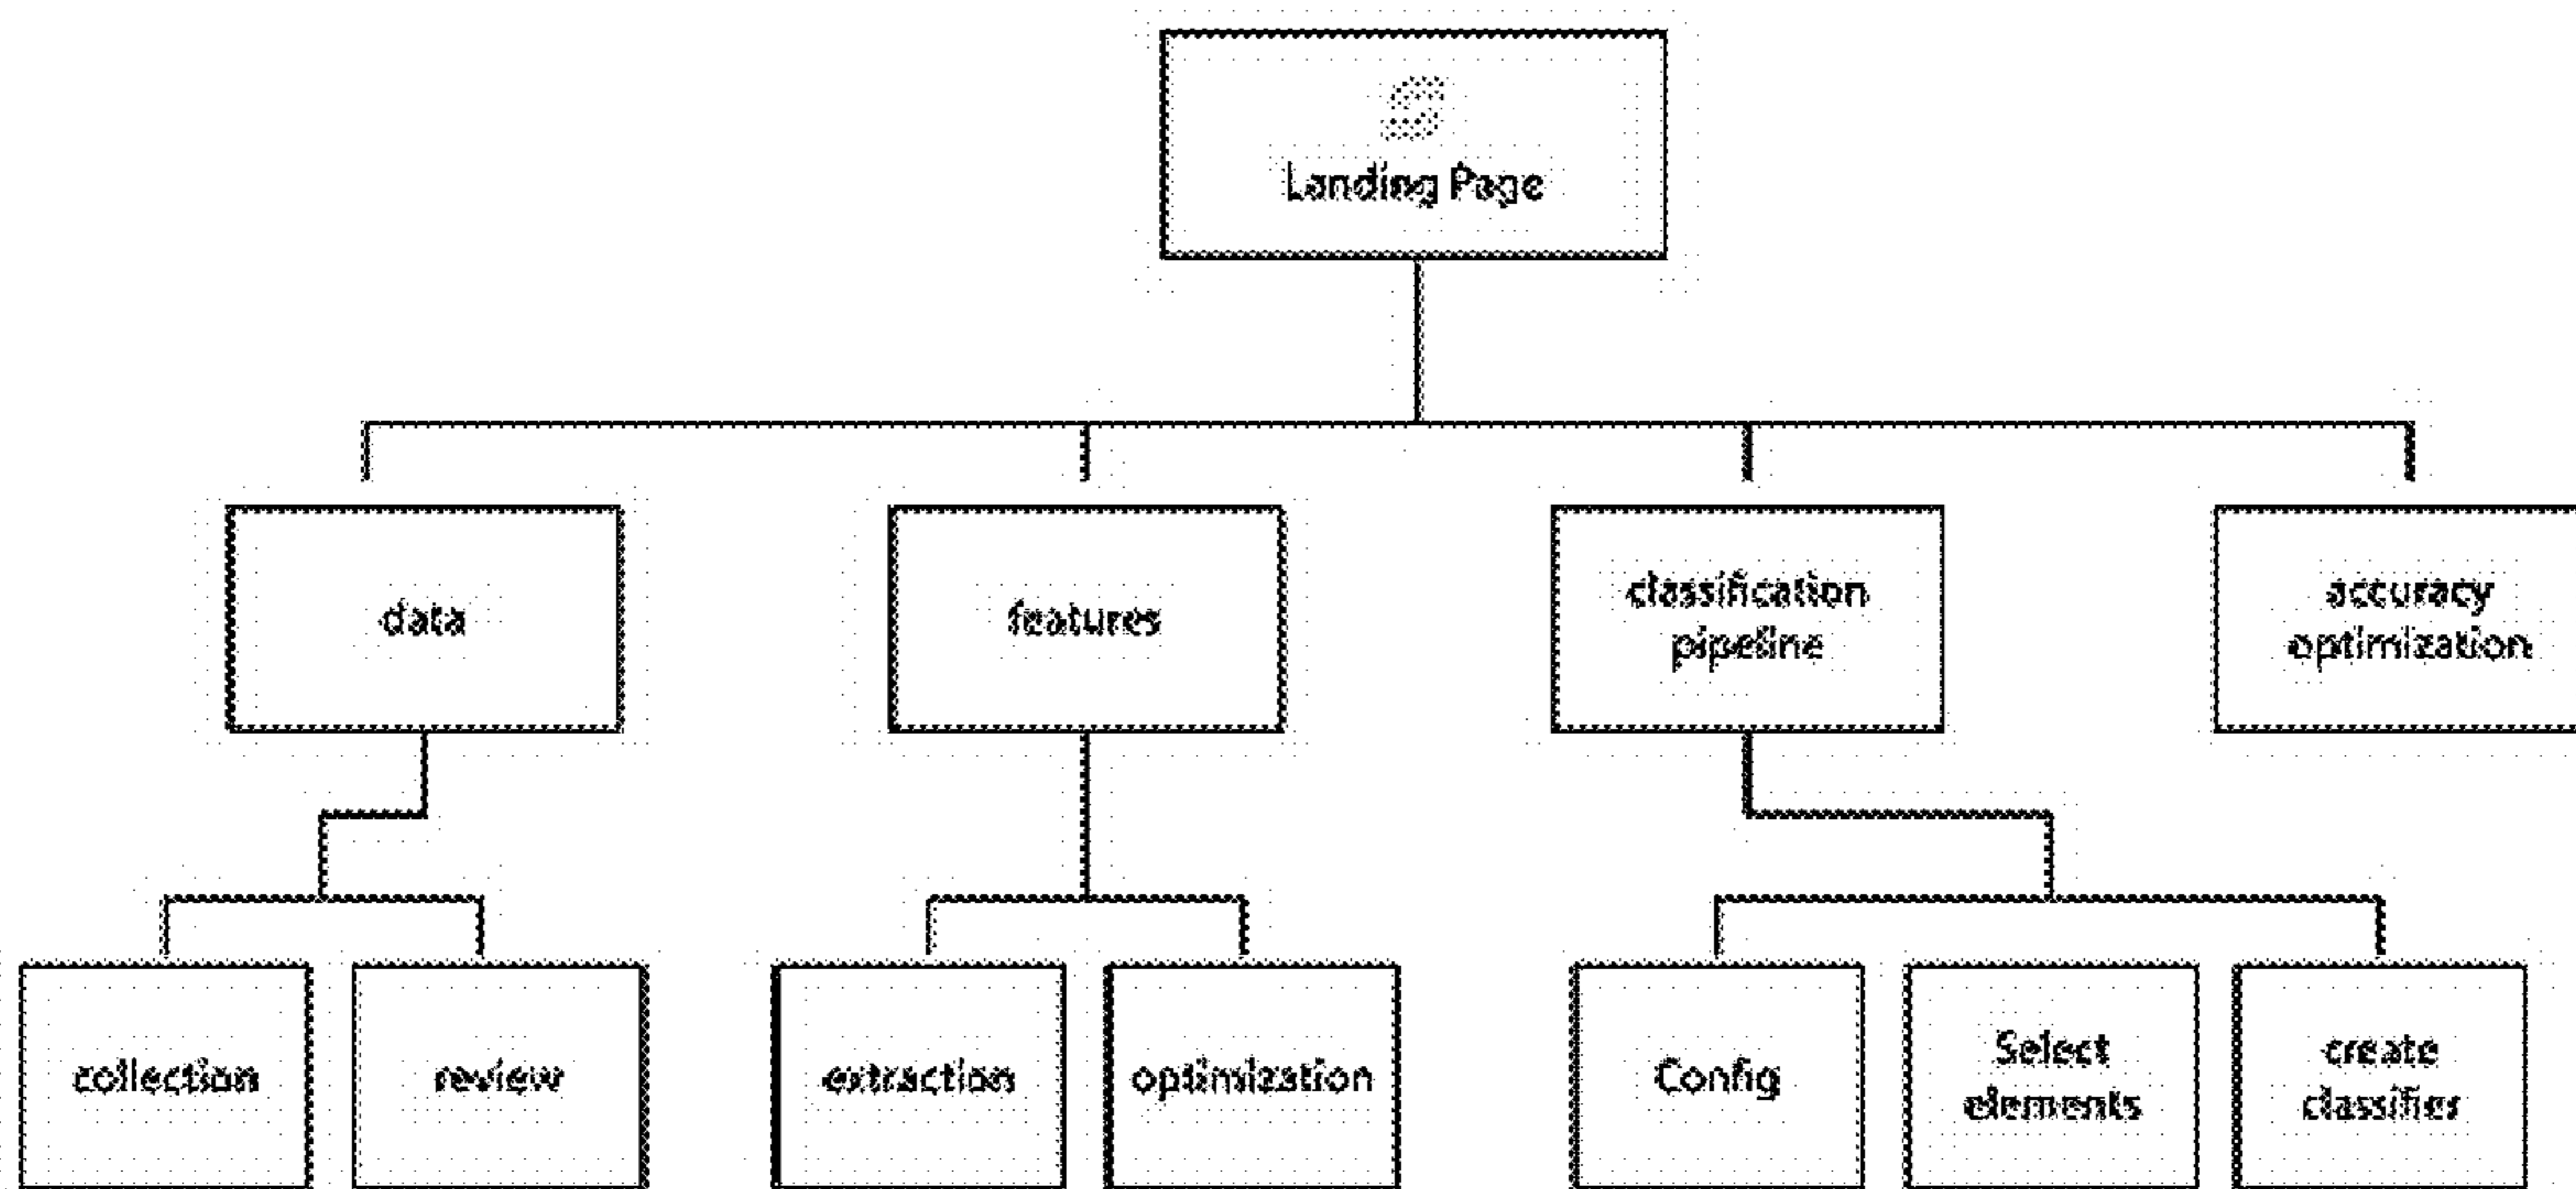 Landing Page
data
features
classification
pipeline
accuracy
optimization
collection
review
extraction
optimization
Config
Select
elements
create
classifier